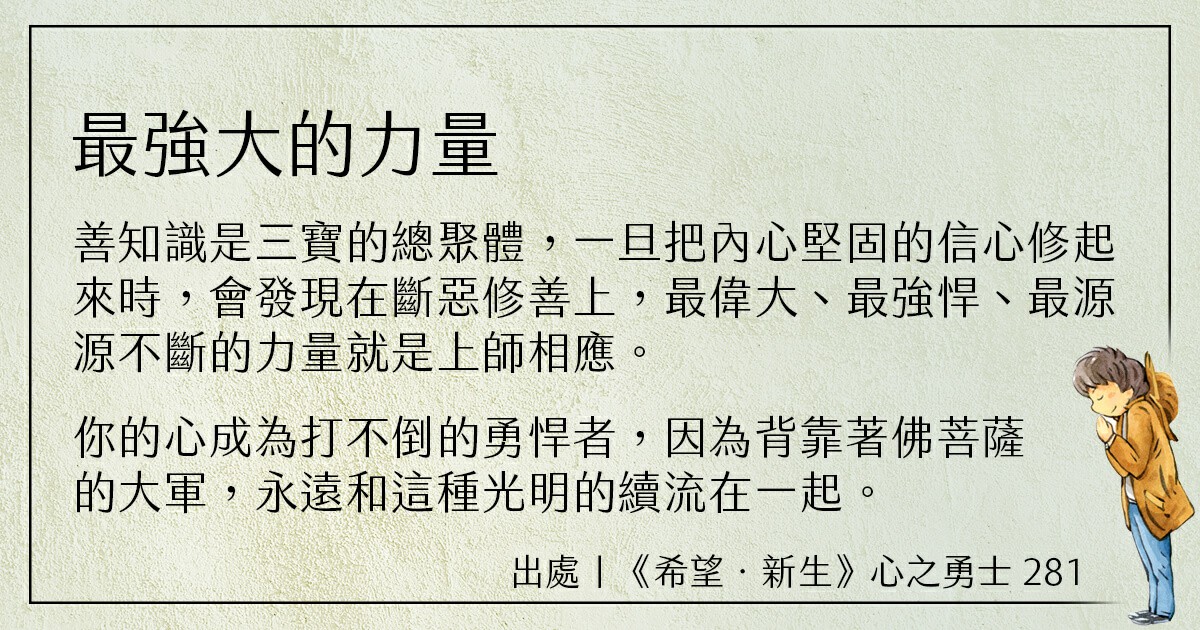 最強大的力量
善知識是三寶的總聚體，一旦把內心堅固的信心修起
來時，會發現在斷惡修善上，最偉大、最強悍、最源
源不斷的力量就是上師相應。
你的心成為打不倒的勇悍者，因為背靠著佛菩薩
的大軍，永遠和這種光明的續流在一起。
出處｜《希望．新生》心之勇士 281